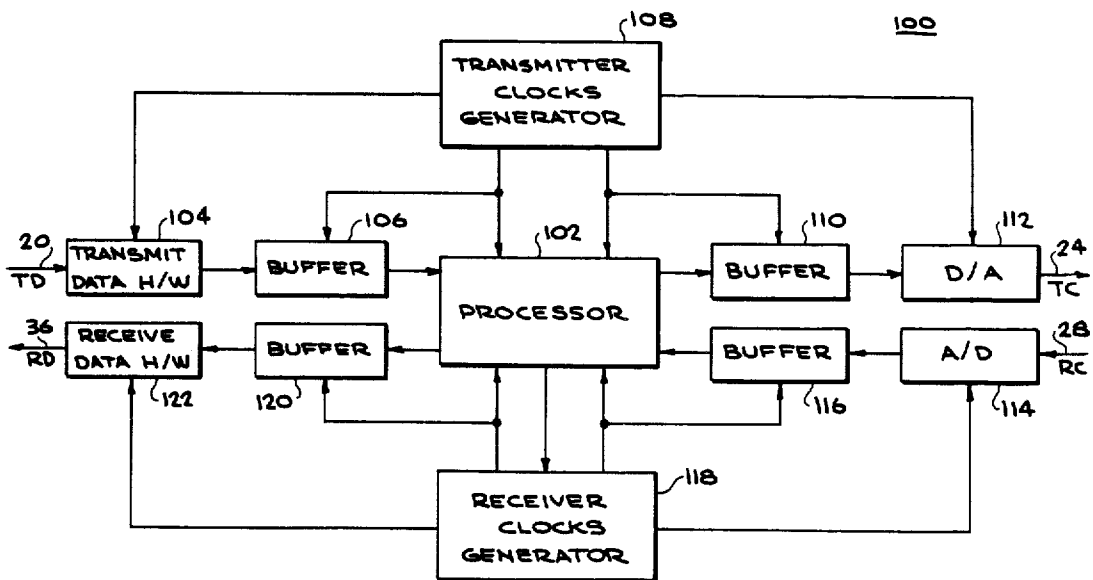 108
100
TRANSMITTER
CLOCKS
GENERATOR
20
TD
104
TRANSMIT
DATA H/W
106
BUFFER
102
PROCESSOR
110
BUFFER
112
D/A
24
TC
36
RD
RECEIVE
DATA H/W
122
BUFFER
120
BUFFER
116
A/D
114
28
RC
118
RECEIVER
CLOCKS
GENERATOR